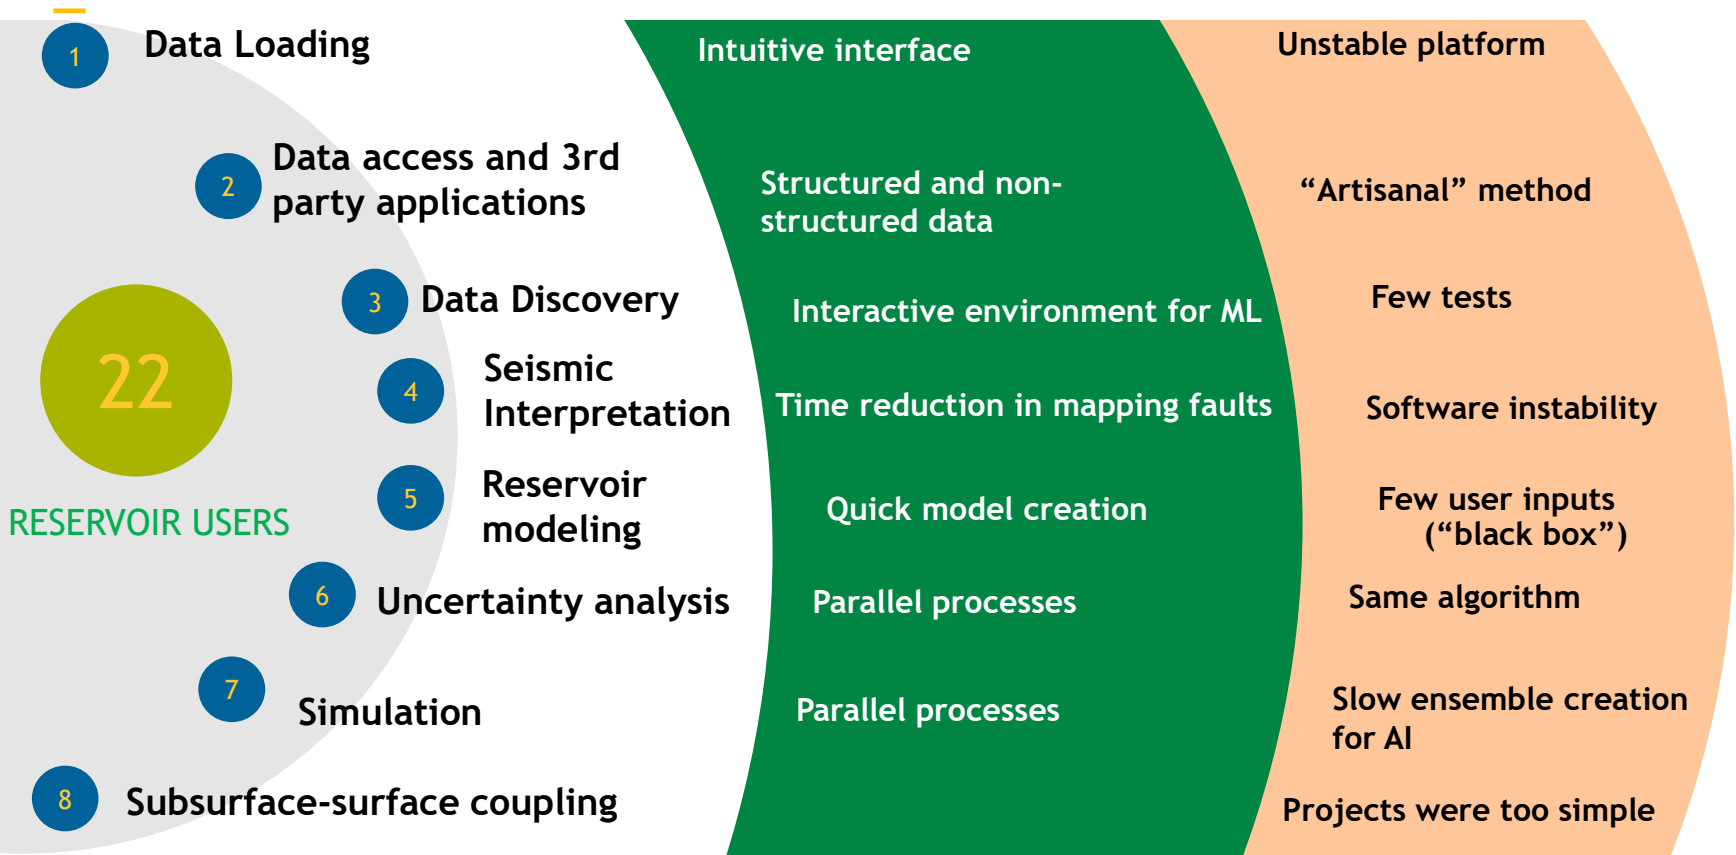 1
Data Loading
Intuitive interface
Unstable platform
2
Data access and 3rd
party applications
Structured and non-
structured data
“Artisanal” method
3
Data Discovery
Interactive environment for ML
Few tests
22
RESERVOIR USERS
4
Seismic
Interpretation
Time reduction in mapping faults
Software instability
5
Reservoir
modeling
Quick model creation
Few user inputs
(“black box”)
6
Uncertainty analysis
Parallel processes
Same algorithm
7
Simulation
Parallel processes
Slow ensemble creation
for AI
8
Subsurface-surface coupling
Projects were too simple